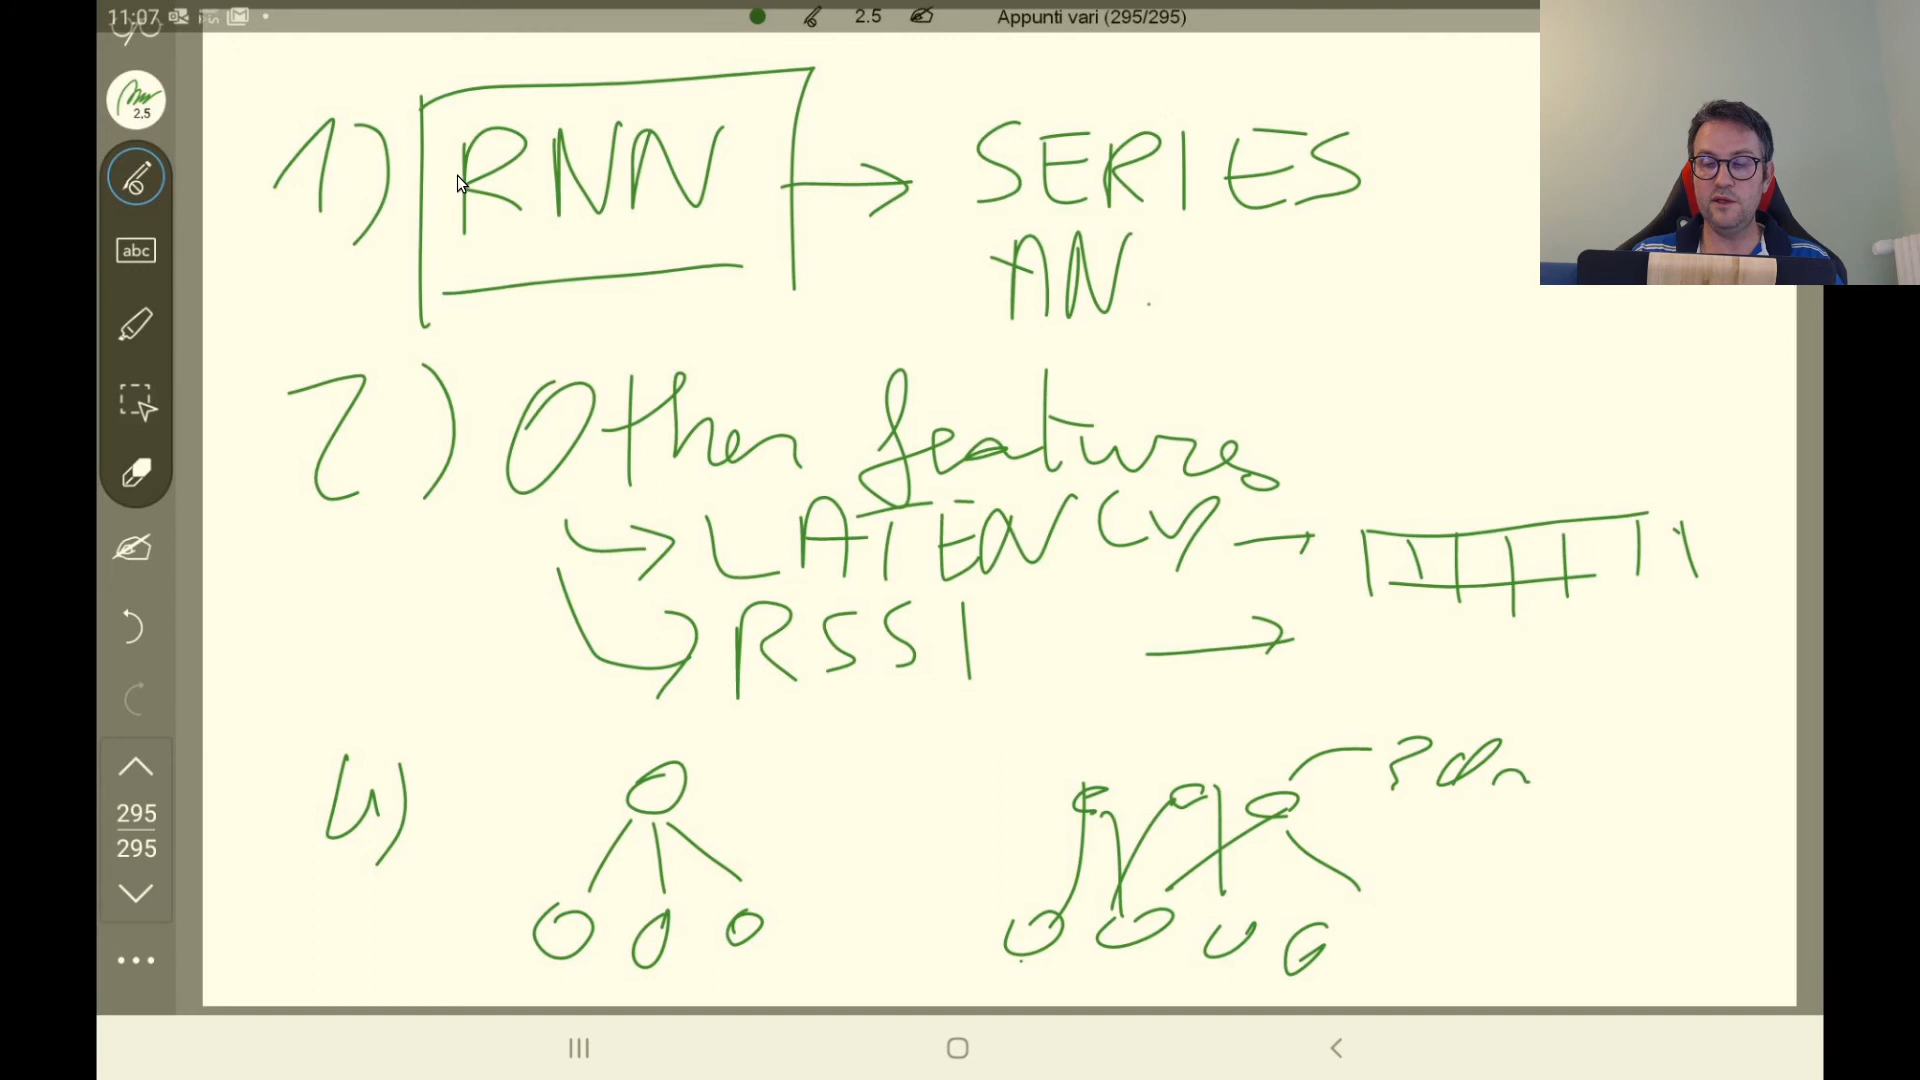 11:07
2.5
Appunti vari (295/295)
2,5
abc
1) RNN → SERIES
AN.
2) Other features
→ LATENCY →
→ RSSI →
295
295